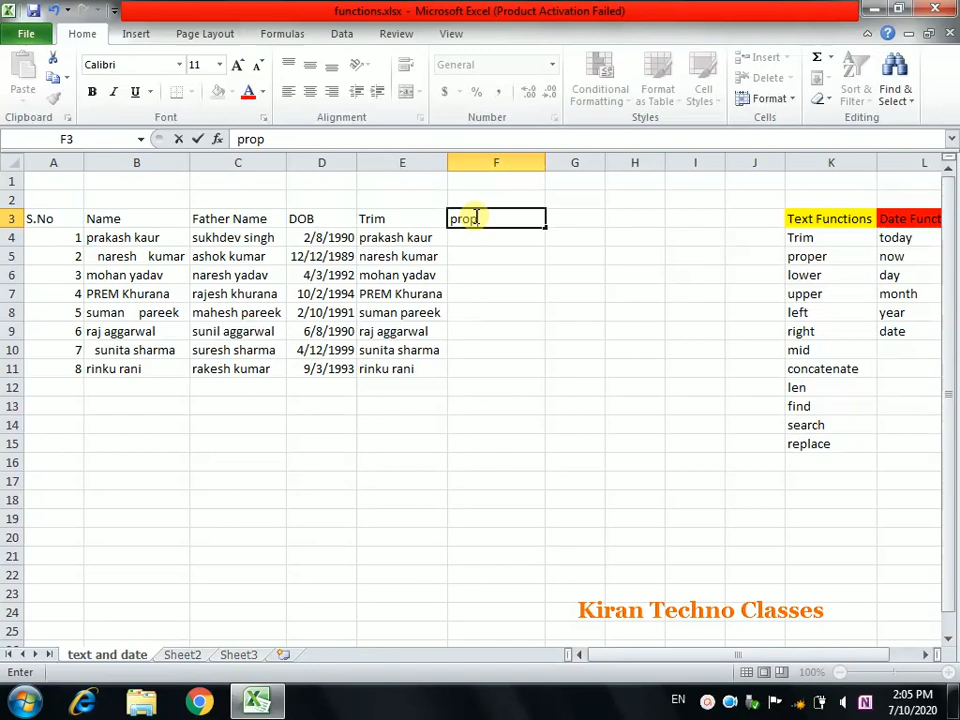 functions.xlsx - Microsoft Excel (Product Activation Failed)
File Home Insert Page Layout Formulas Data Review View
Paste
Calibri 11
General
Conditional Formatting
Format as Table
Cell Styles
Insert
Delete
Format
Sort & Filter
Find & Select
Clipboard Font Alignment Number Styles Cells Editing
F3 fx prop
A B C D E F G H I J K L
1
2
3 S.No Name Father Name DOB Trim prop Text Functions Date Funct
4 1 prakash kaur sukhdev singh 2/8/1990 prakash kaur Trim today
5 2 naresh kumar ashok kumar 12/12/1989 naresh kumar proper now
6 3 mohan yadav naresh yadav 4/3/1992 mohan yadav lower day
7 4 PREM Khurana rajesh khurana 10/2/1994 PREM Khurana upper month
8 5 suman pareek mahesh pareek 2/10/1991 suman pareek left year
9 6 raj aggarwal sunil aggarwal 6/8/1990 raj aggarwal right date
10 7 sunita sharma suresh sharma 4/12/1999 sunita sharma mid
11 8 rinku rani rakesh kumar 9/3/1993 rinku rani concatenate
12 len
13 find
14 search
15 replace
16
17
18
19
20
21
22
23
24
25
Kiran Techno Classes
text and date Sheet2 Sheet3
Enter 100%
EN 2:05 PM
7/10/2020